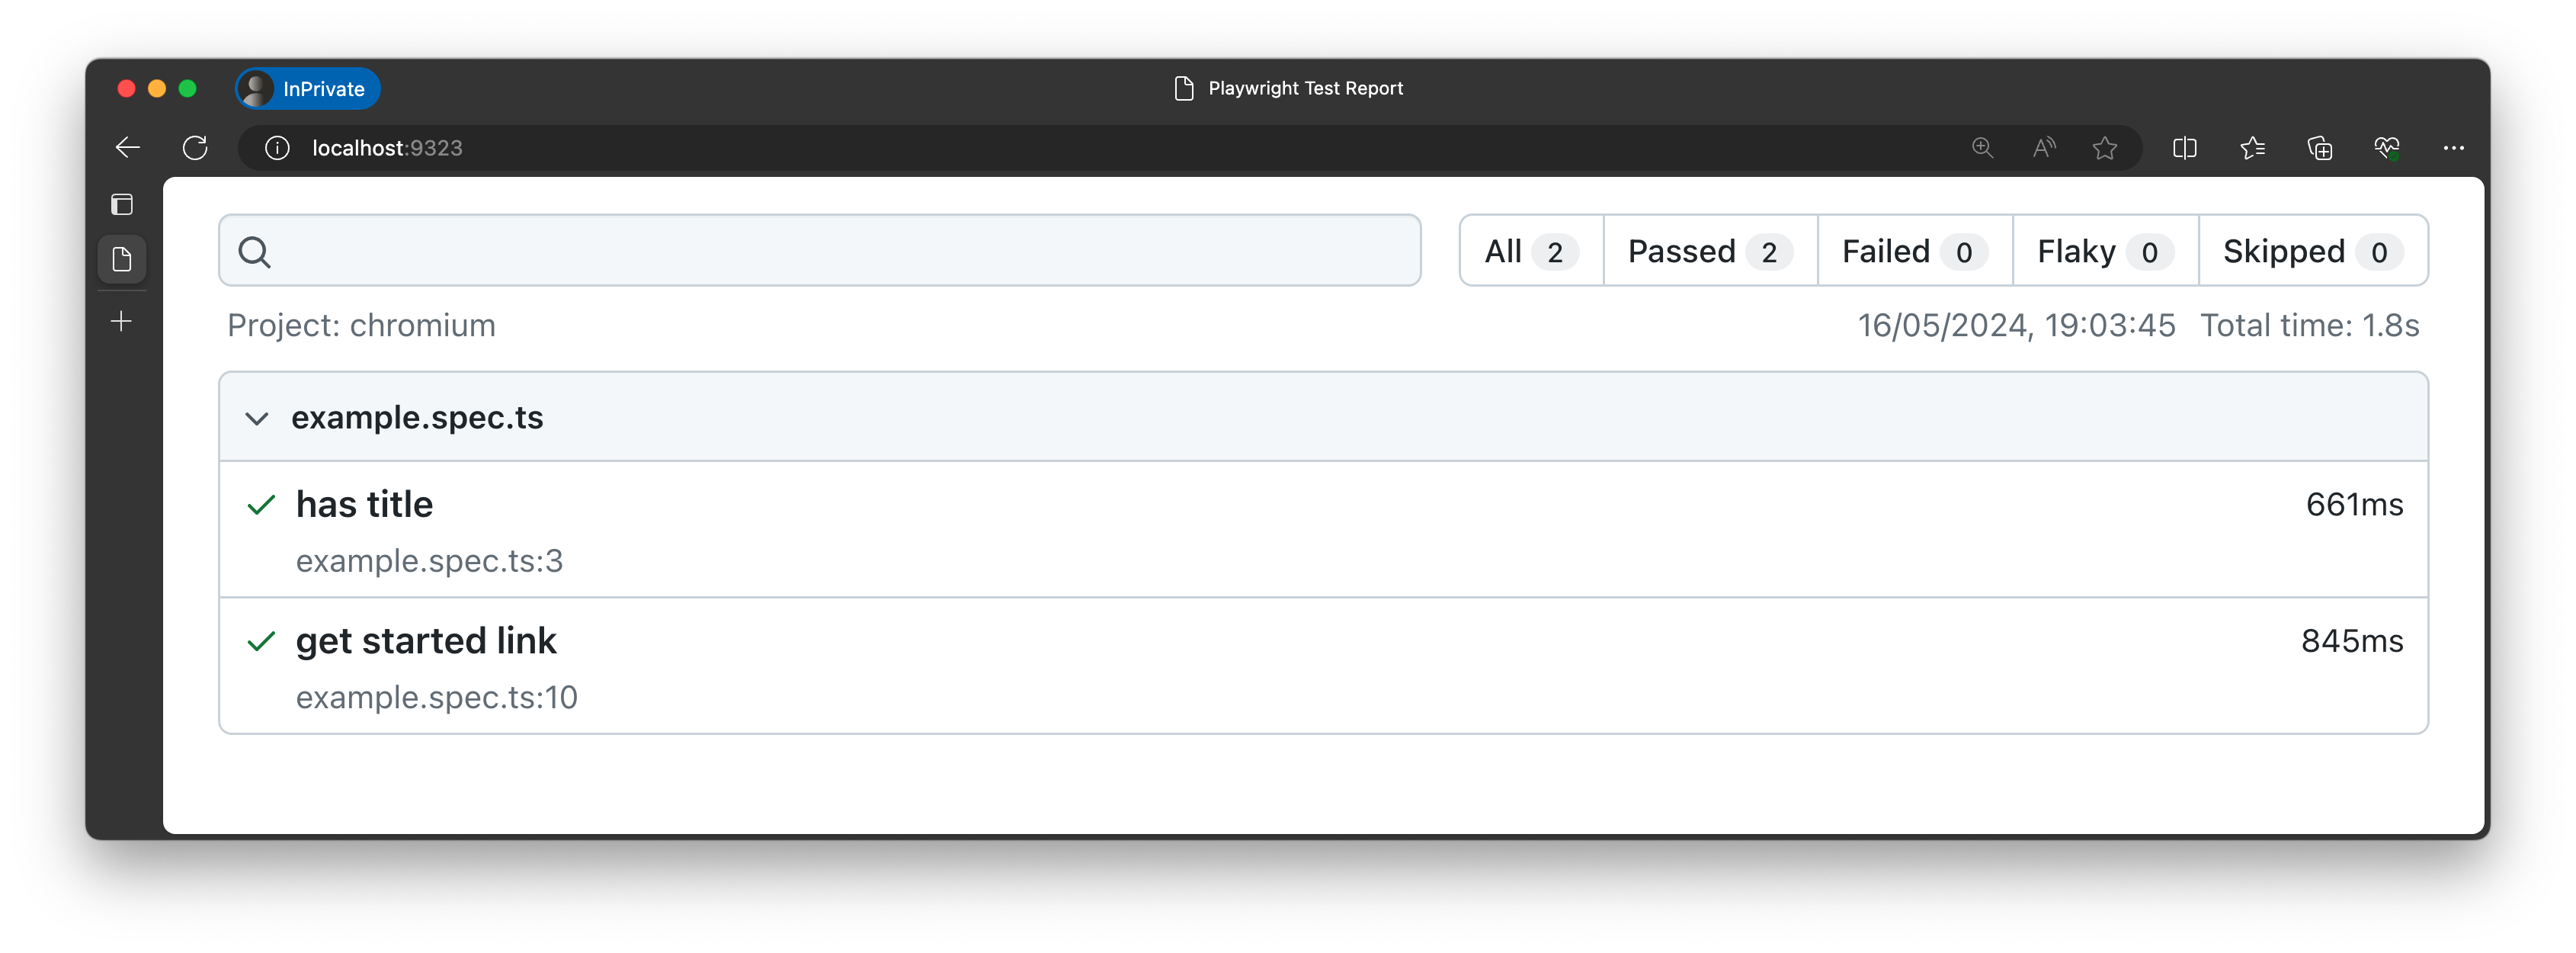 InPrivate
Playwright Test Report
localhost:9323
All 2 Passed 2 Failed 0 Flaky 0 Skipped 0
Project: chromium
16/05/2024, 19:03:45 Total time: 1.8s
example.spec.ts
has title 661ms
example.spec.ts:3
get started link 845ms
example.spec.ts:10